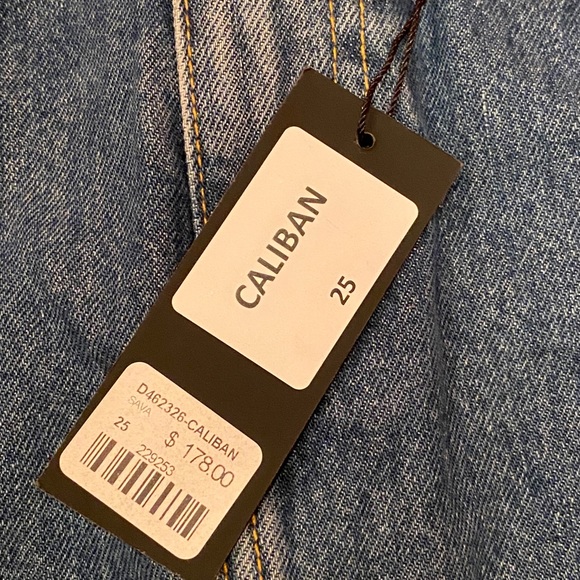 CALIBAN
25
D462326-CALIBAN
SAVA
25 $ 178.00
229253